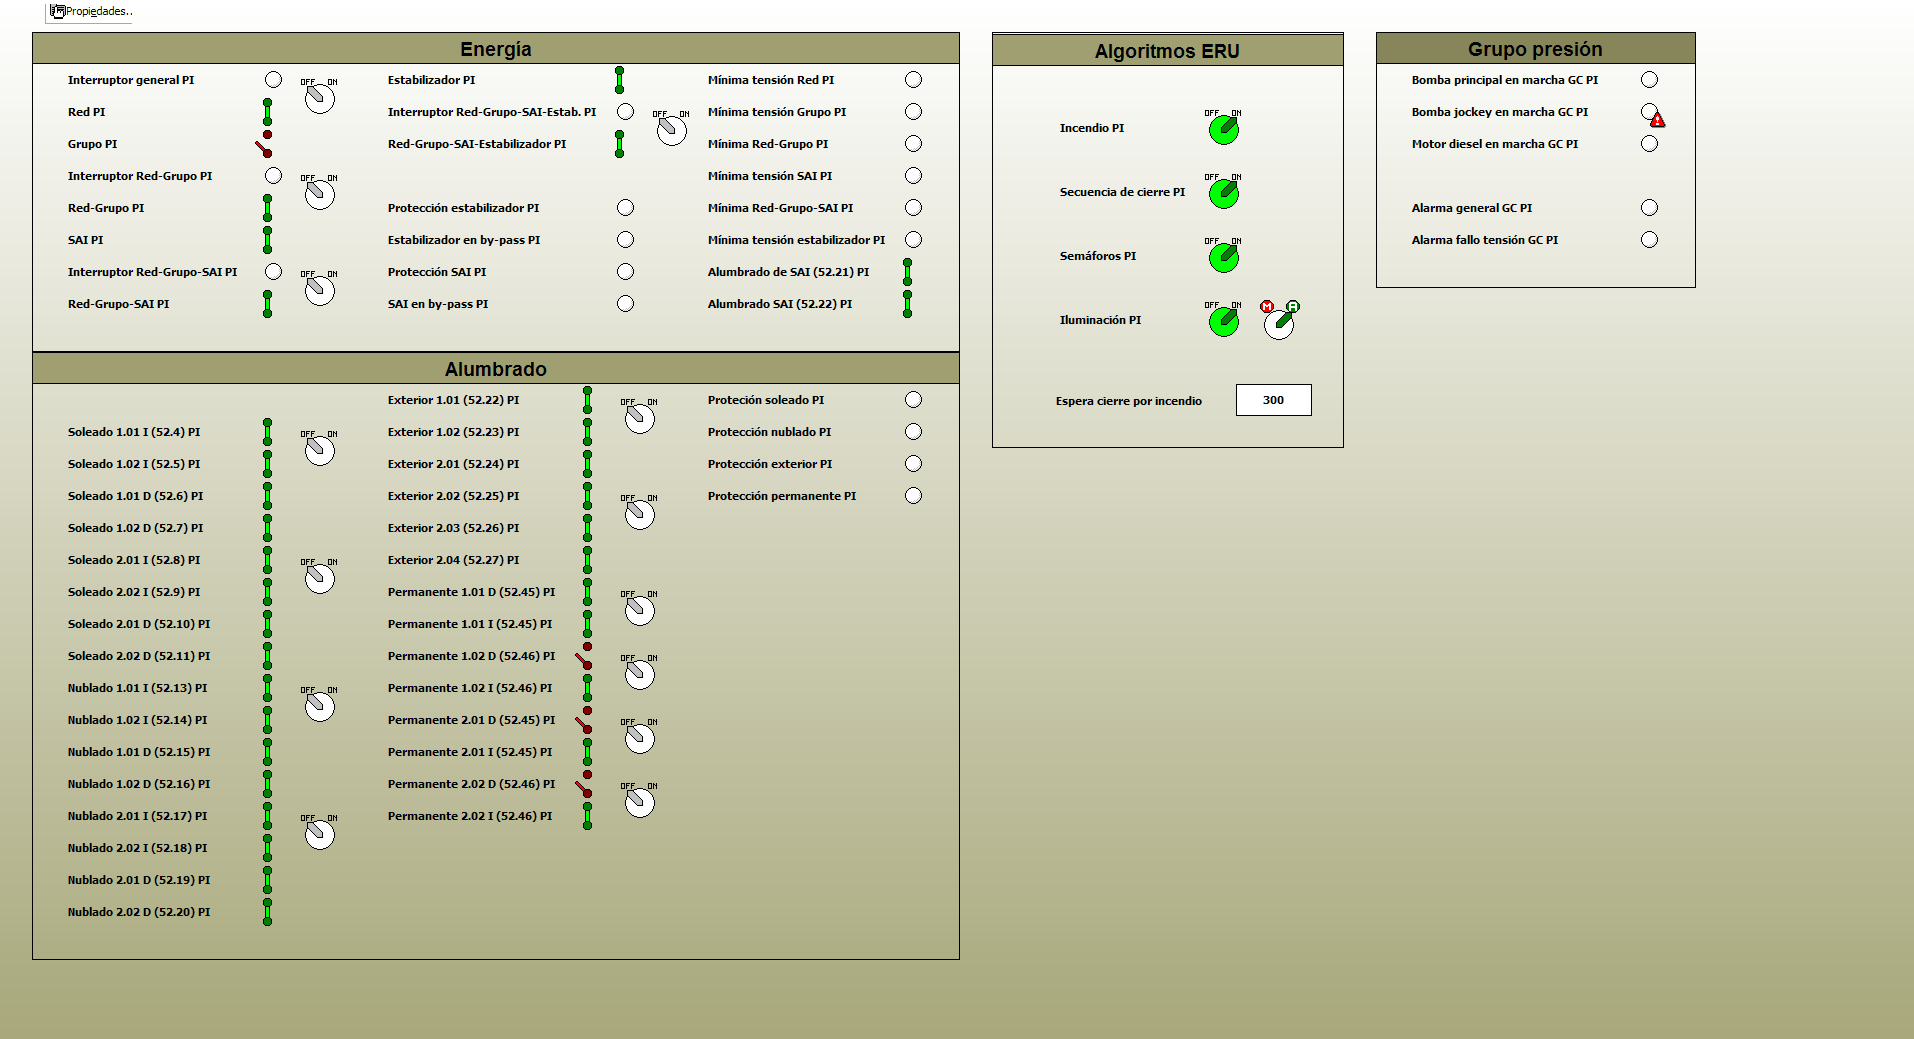 Propiedades..
Energía
Interruptor general PI
OFF ON
Red PI
Grupo PI
Interruptor Red-Grupo PI
OFF ON
Red-Grupo PI
SAI PI
Interruptor Red-Grupo-SAI PI
OFF ON
Red-Grupo-SAI PI
Estabilizador PI
Interruptor Red-Grupo-SAI-Estab. PI
OFF ON
Red-Grupo-SAI-Estabilizador PI
Protección estabilizador PI
Estabilizador en by-pass PI
Protección SAI PI
SAI en by-pass PI
Mínima tensión Red PI
Mínima tensión Grupo PI
Mínima Red-Grupo PI
Mínima tensión SAI PI
Mínima Red-Grupo-SAI PI
Mínima tensión estabilizador PI
Alumbrado de SAI (52.21) PI
Alumbrado SAI (52.22) PI
Alumbrado
Soleado 1.01 I (52.4) PI
OFF ON
Soleado 1.02 I (52.5) PI
Soleado 1.01 D (52.6) PI
Soleado 1.02 D (52.7) PI
Soleado 2.01 I (52.8) PI
OFF ON
Soleado 2.02 I (52.9) PI
Soleado 2.01 D (52.10) PI
Soleado 2.02 D (52.11) PI
Nublado 1.01 I (52.13) PI
OFF ON
Nublado 1.02 I (52.14) PI
Nublado 1.01 D (52.15) PI
Nublado 1.02 D (52.16) PI
Nublado 2.01 I (52.17) PI
OFF ON
Nublado 2.02 I (52.18) PI
Nublado 2.01 D (52.19) PI
Nublado 2.02 D (52.20) PI
Exterior 1.01 (52.22) PI
OFF ON
Exterior 1.02 (52.23) PI
Exterior 2.01 (52.24) PI
Exterior 2.02 (52.25) PI
OFF ON
Exterior 2.03 (52.26) PI
Exterior 2.04 (52.27) PI
Permanente 1.01 D (52.45) PI
OFF ON
Permanente 1.01 I (52.45) PI
Permanente 1.02 D (52.46) PI
OFF ON
Permanente 1.02 I (52.46) PI
Permanente 2.01 D (52.45) PI
OFF ON
Permanente 2.01 I (52.45) PI
Permanente 2.02 D (52.46) PI
OFF ON
Permanente 2.02 I (52.46) PI
Proteción soleado PI
Protección nublado PI
Protección exterior PI
Protección permanente PI
Algoritmos ERU
OFF ON
Incendio PI
OFF ON
Secuencia de cierre PI
OFF ON
Semáforos PI
OFF ON M A
Iluminación PI
Espera cierre por incendio 300
Grupo presión
Bomba principal en marcha GC PI
Bomba jockey en marcha GC PI
Motor diesel en marcha GC PI
Alarma general GC PI
Alarma fallo tensión GC PI